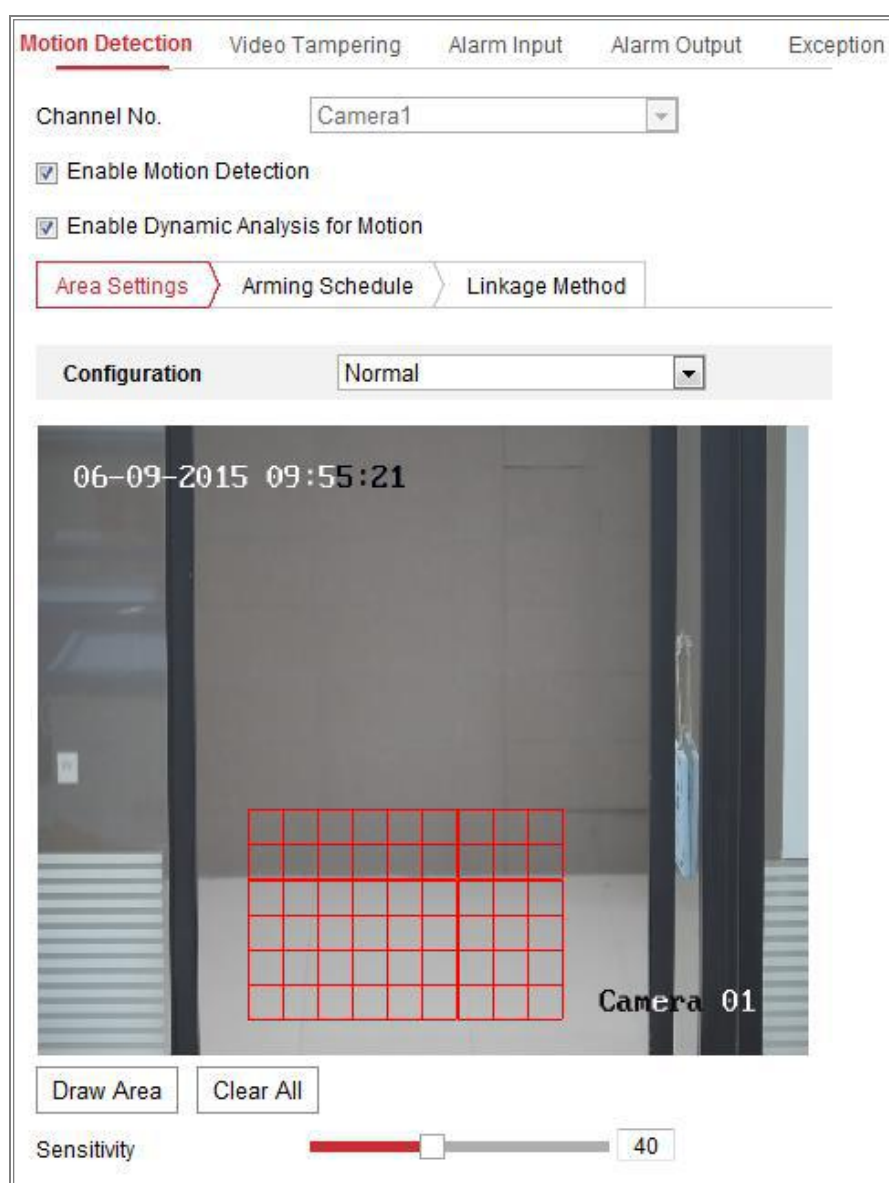 Motion Detection Video Tampering Alarm Input Alarm Output Exception
Channel No. Camera1
Enable Motion Detection
Enable Dynamic Analysis for Motion
Area Settings Arming Schedule Linkage Method
Configuration Normal
06-09-2015 09:55:21
Camera 01
Draw Area Clear All
Sensitivity 40